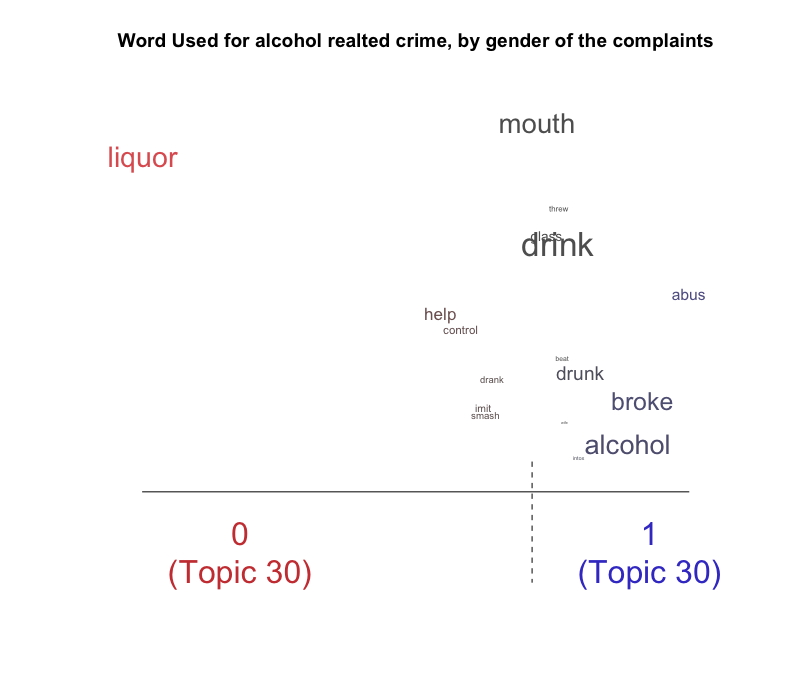 Word Used for alcohol realted crime, by gender of the complaints
mouth
liquor
threw
glass
drink
abus
help
control
beat
drunk
drank
broke
imit
smash
alcohol
intox
0
(Topic 30)
1
(Topic 30)